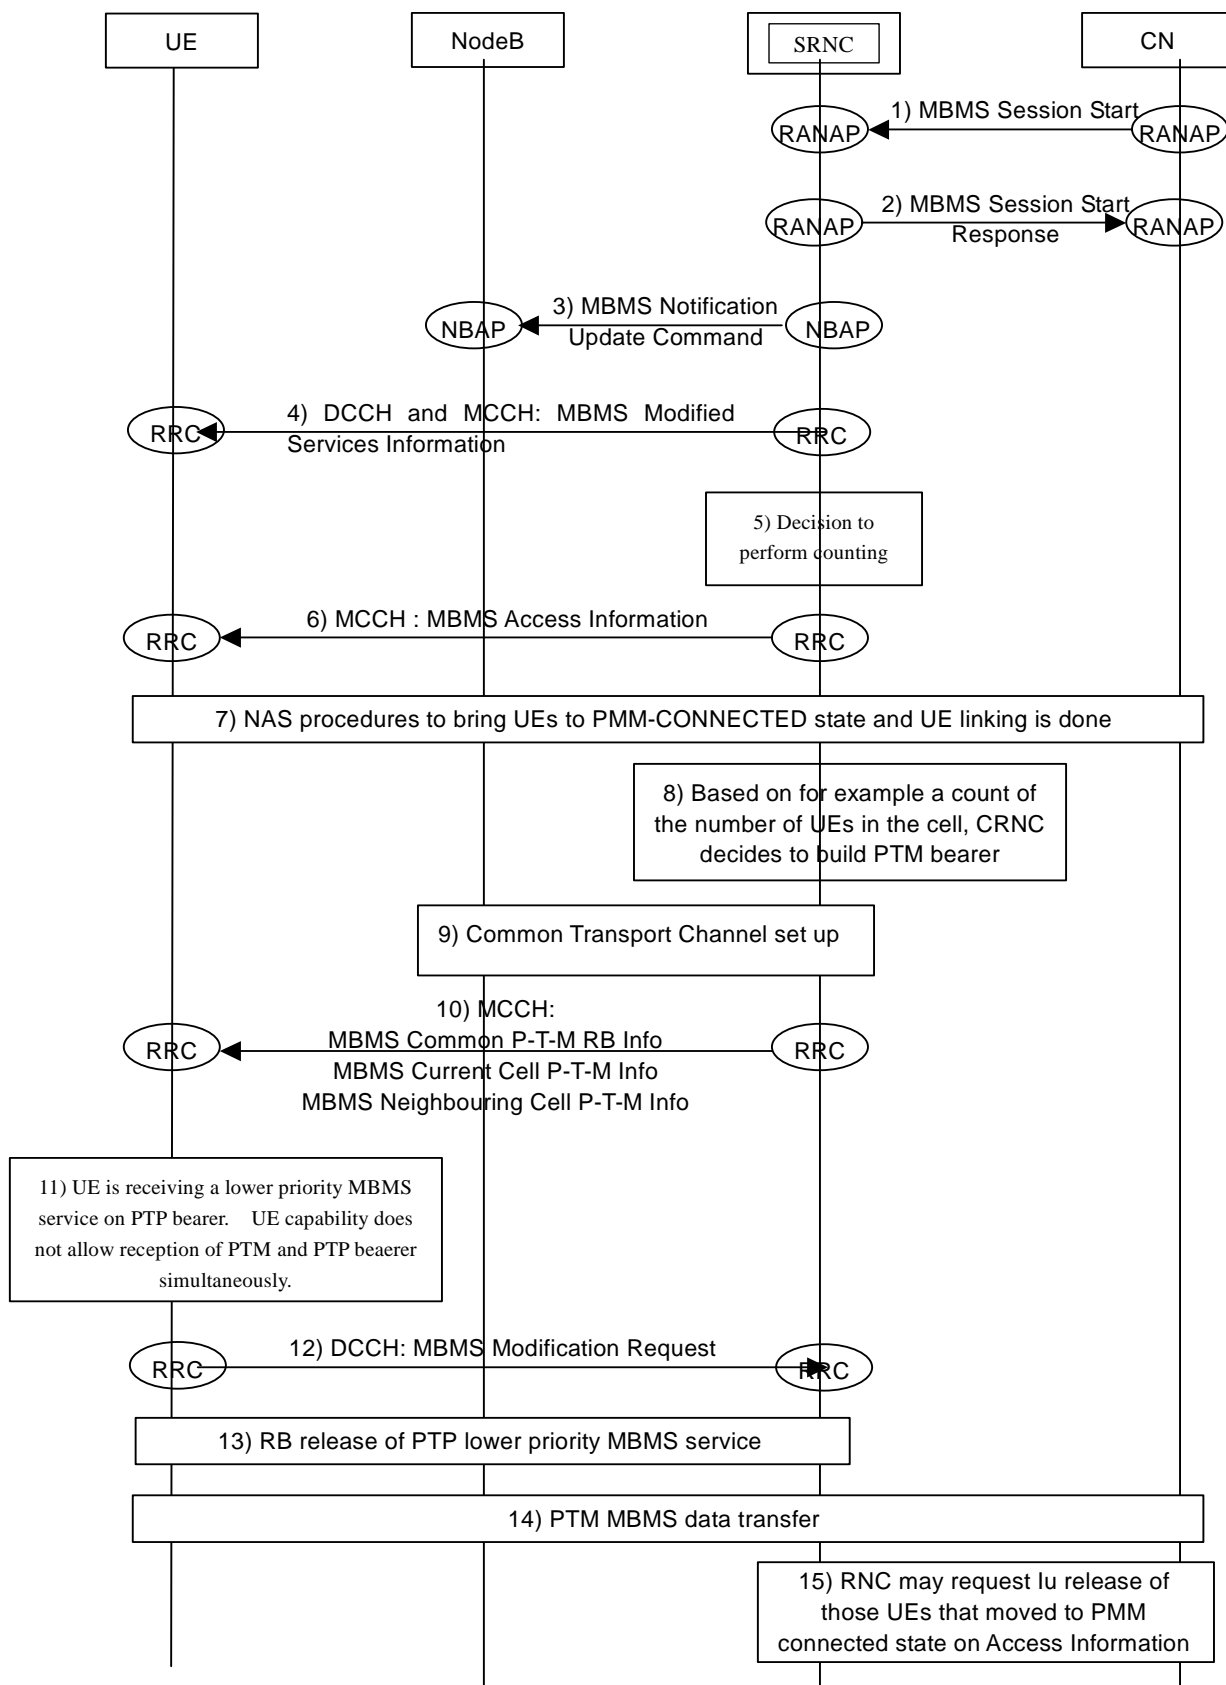 UE
NodeB
SRNC
CN
1) MBMS Session Start
RANAP
RANAP
2) MBMS Session Start
Response
RANAP
RANAP
3) MBMS Notification
Update Command
NBAP
NBAP
4) DCCH and MCCH: MBMS Modified
Services Information
RRC
RRC
5) Decision to
perform counting
6) MCCH : MBMS Access Information
RRC
RRC
7) NAS procedures to bring UEs to PMM-CONNECTED state and UE linking is done
8) Based on for example a count of
the number of UEs in the cell, CRNC
decides to build PTM bearer
9) Common Transport Channel set up
10) MCCH:
MBMS Common P-T-M RB Info
MBMS Current Cell P-T-M Info
MBMS Neighbouring Cell P-T-M Info
RRC
RRC
11) UE is receiving a lower priority MBMS
service on PTP bearer. UE capability does
not allow reception of PTM and PTP beaerer
simultaneously.
12) DCCH: MBMS Modification Request
RRC
RRC
13) RB release of PTP lower priority MBMS service
14) PTM MBMS data transfer
15) RNC may request Iu release of
those UEs that moved to PMM
connected state on Access Information